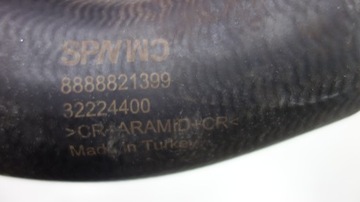 8888821399
32224400
>CR+ARAMID+CR<
Made in Turkey